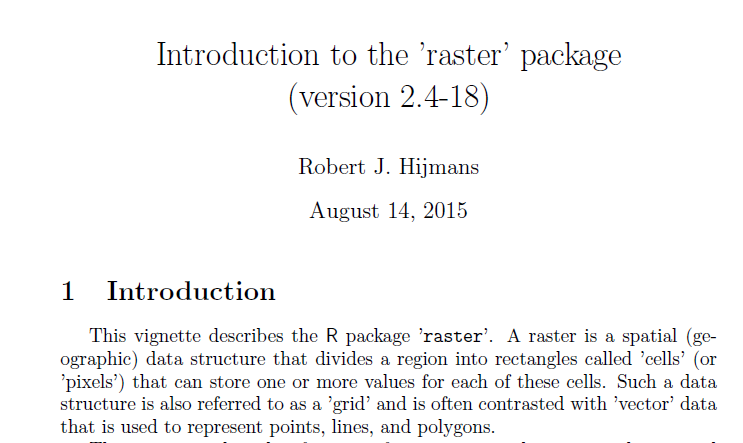 Introduction to the 'raster' package
(version 2.4-18)
Robert J. Hijmans
August 14, 2015
1 Introduction
This vignette describes the R package 'raster'. A raster is a spatial (ge-
ographic) data structure that divides a region into rectangles called 'cells' (or
'pixels') that can store one or more values for each of these cells. Such a data
structure is also referred to as a 'grid' and is often contrasted with 'vector' data
that is used to represent points, lines, and polygons.